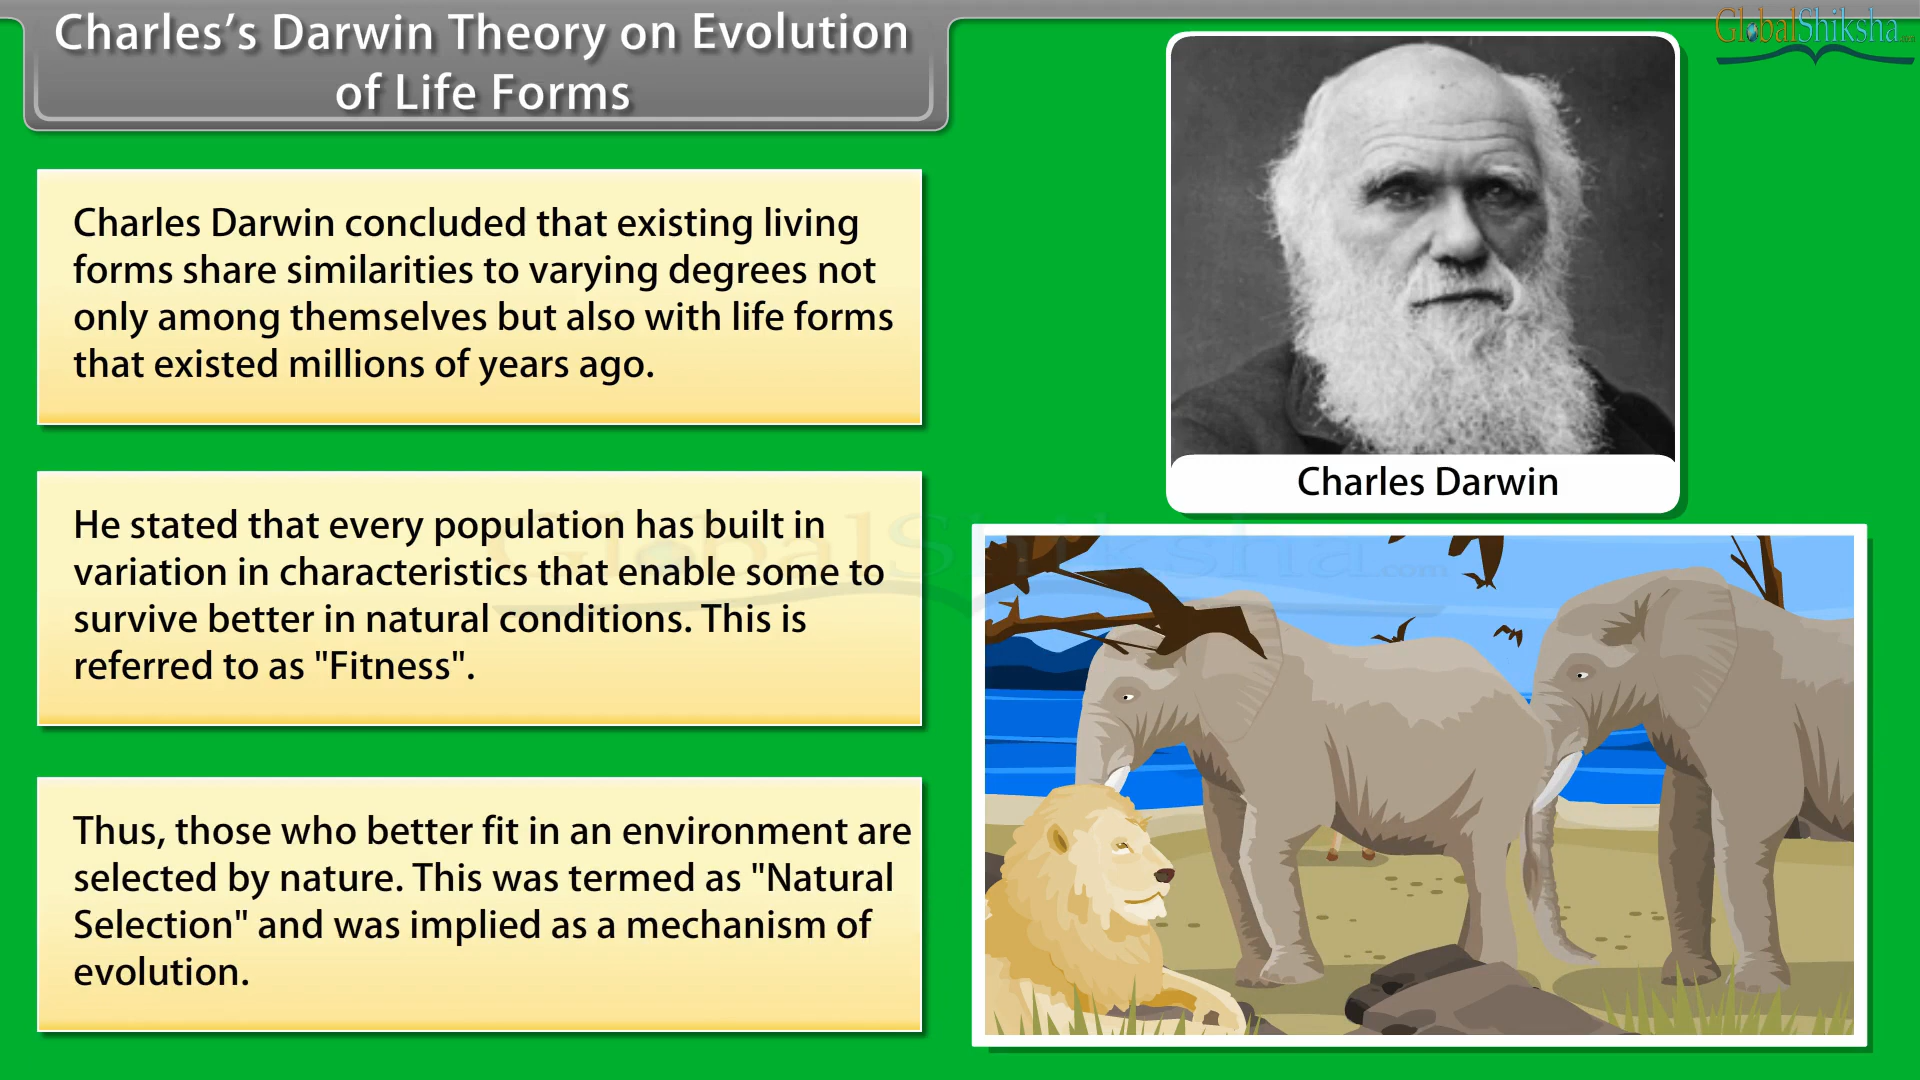 Charles’s Darwin Theory on Evolution
of Life Forms
GlobalShiksha
Charles Darwin concluded that existing living
forms share similarities to varying degrees not
only among themselves but also with life forms
that existed millions of years ago.
Charles Darwin
He stated that every population has built in
variation in characteristics that enable some to
survive better in natural conditions. This is
referred to as "Fitness".
GlobalShiksha.com
Thus, those who better fit in an environment are
selected by nature. This was termed as "Natural
Selection" and was implied as a mechanism of
evolution.